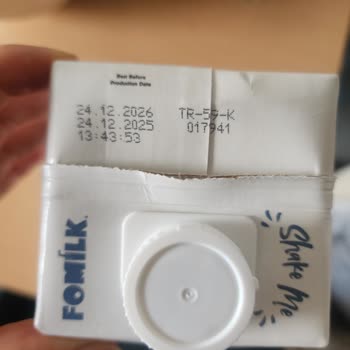 Best Before
Production Date
24.12.2026 TR-59-K
24.12.2025 017941
13:43:53
FOMILK
Shake Me